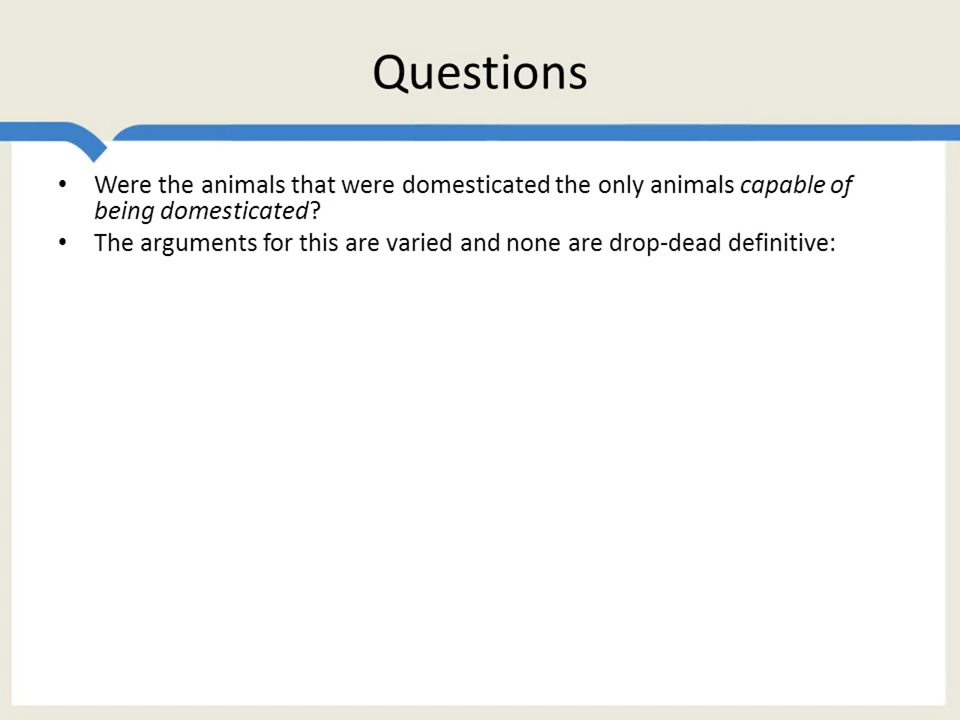 Questions
• Were the animals that were domesticated the only animals capable of
being domesticated?
• The arguments for this are varied and none are drop-dead definitive: